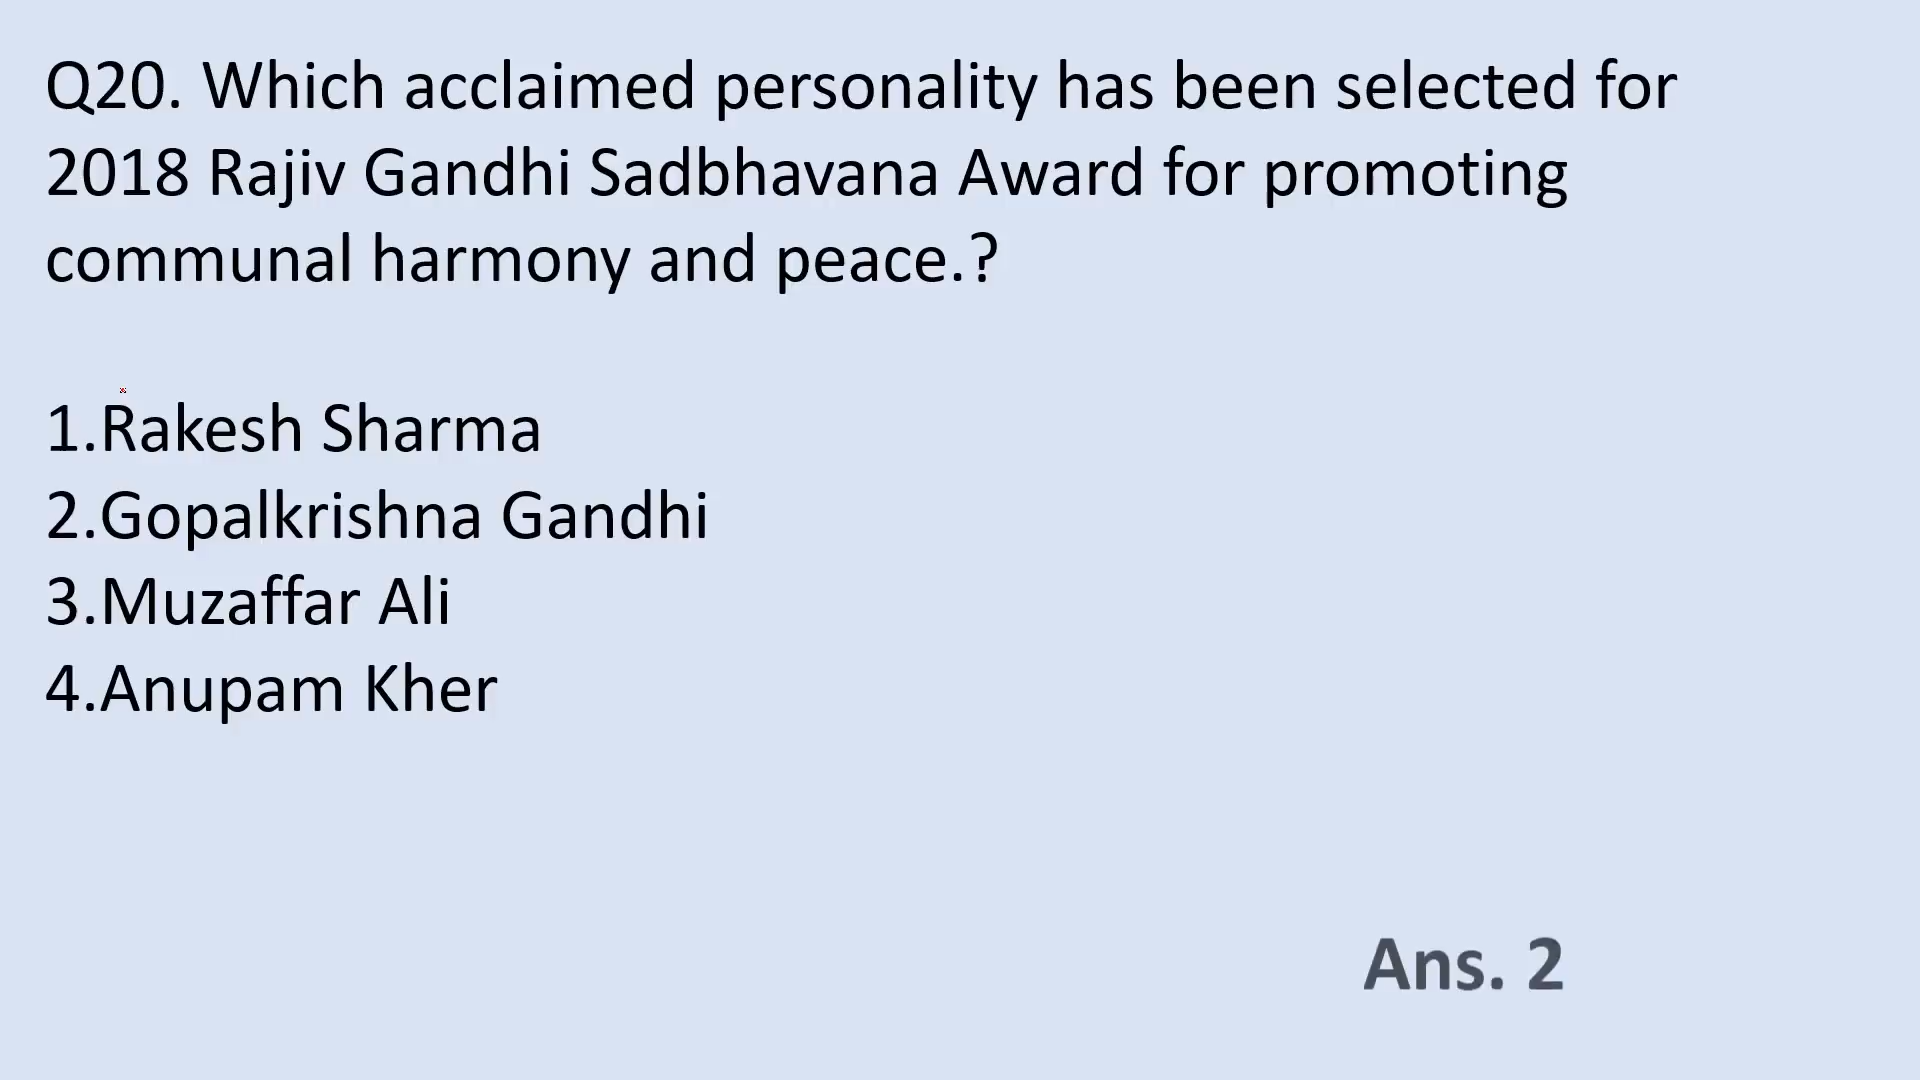 Q20. Which acclaimed personality has been selected for
2018 Rajiv Gandhi Sadbhavana Award for promoting
communal harmony and peace.?
1.Rakesh Sharma
2.Gopalkrishna Gandhi
3.Muzaffar Ali
4.Anupam Kher
Ans. 2